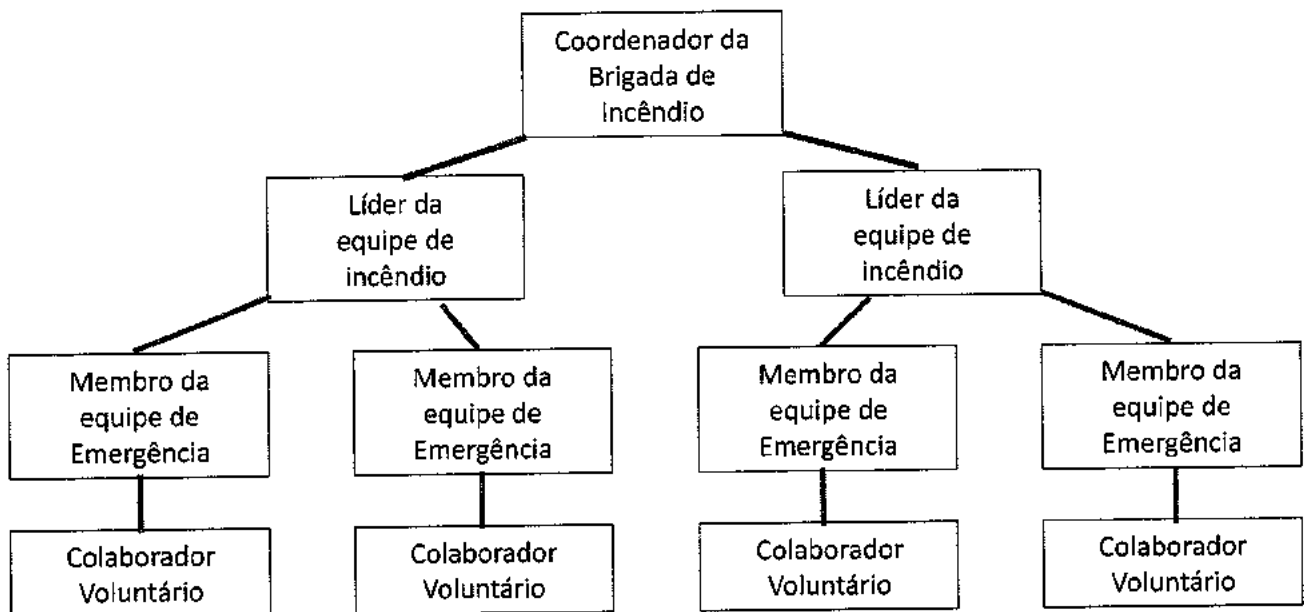 Coordenador da
Brigada de
Incêndio
Líder da
equipe de
incêndio
Líder da
equipe de
incêndio
Membro da
equipe de
Emergência
Membro da
equipe de
Emergência
Membro da
equipe de
Emergência
Membro da
equipe de
Emergência
Colaborador
Voluntário
Colaborador
Voluntário
Colaborador
Voluntário
Colaborador
Voluntário